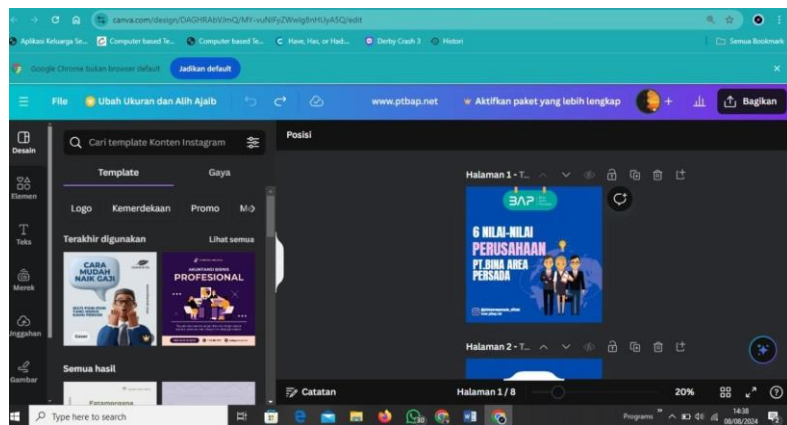 canva.com/design/DAGHRAbVJmQ/MY-vuNIFyZWwig8nHUyA5Q/edit
Aplikasi Keluarga Se...
Computer based Te...
Computer based Te...
C Have, Has, or Had:...
Derby Crash 3
Histori
Semua Bookmark
Google Chrome bukan browser default
Jadikan default
File
Ubah Ukuran dan Alih Ajaib
www.ptbap.net
Aktifkan paket yang lebih lengkap
Bagikan
Desain
Elemen
Teks
Merek
Unggahan
Gambar
Cari template Konten Instagram
Template
Gaya
Logo
Kemerdekaan
Promo
Terakhir digunakan
Lihat semua
CARA
MUDAH
NAIK GAJI
AKUNTANSI BISNIS
PROFESIONAL
Semua hasil
Fatamorgana
Posisi
Halaman 1 - T...
BAP
6 NILAI-NILAI
PERUSAHAAN
PT.BINA AREA
PERSADA
Halaman 2 - T...
Catatan
Halaman 1 / 8
20%
Type here to search
Programs
14:38
08/08/2024